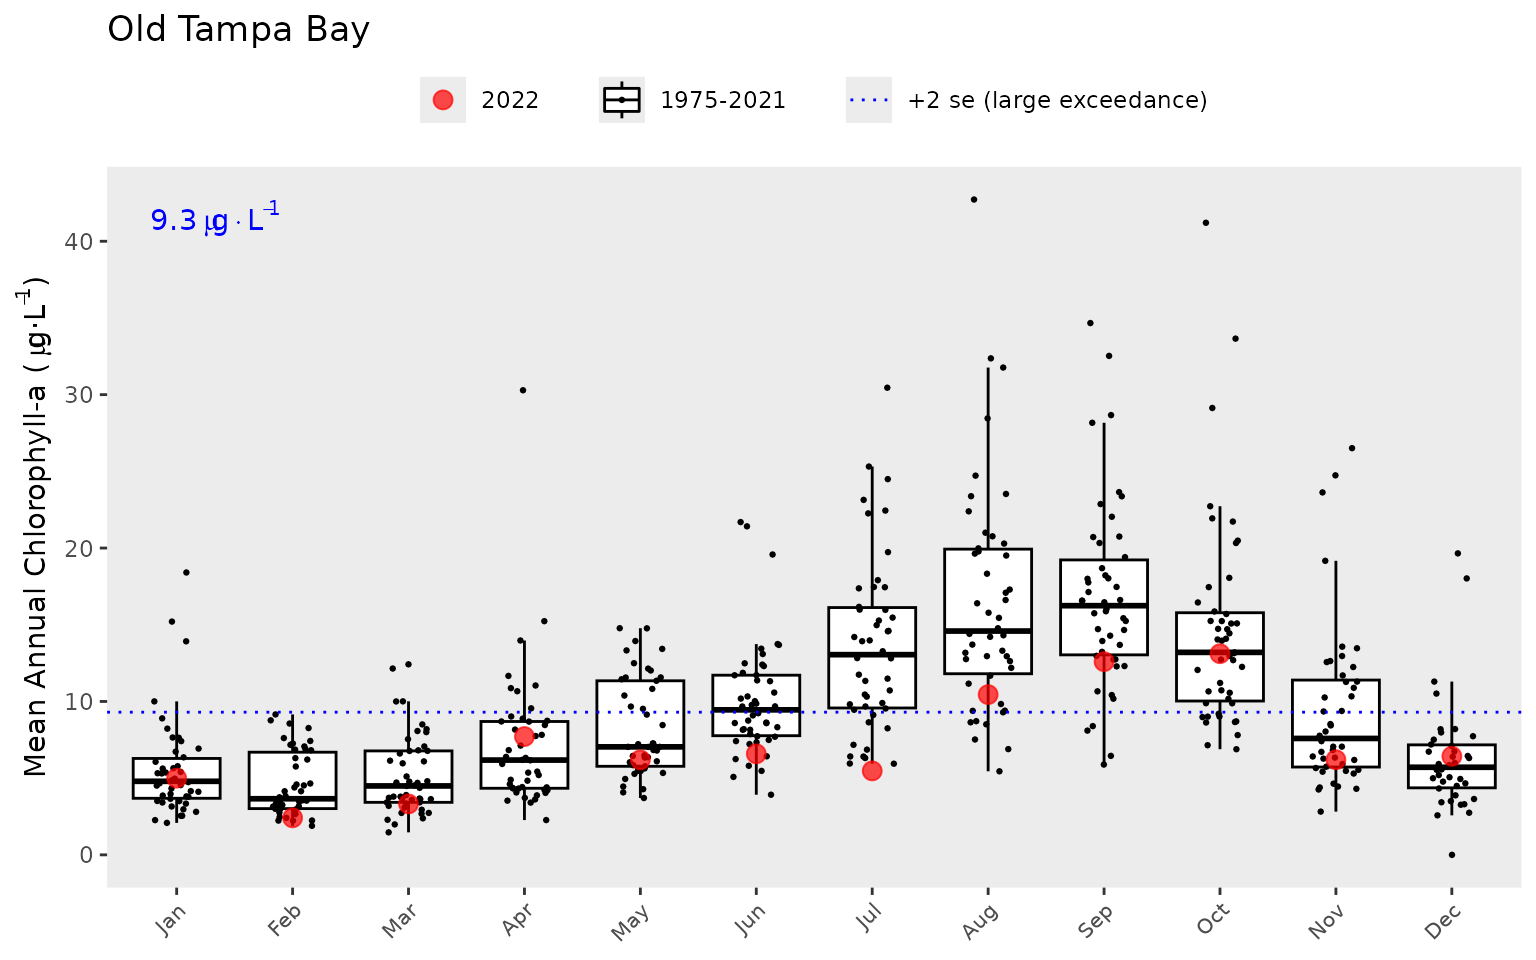 Old Tampa Bay
2022 1975-2021 +2 se (large exceedance)
9.3 μg·L⁻¹
Mean Annual Chlorophyll-a (μg·L⁻¹)
40
30
20
10
0
Jan Feb Mar Apr May Jun Jul Aug Sep Oct Nov Dec